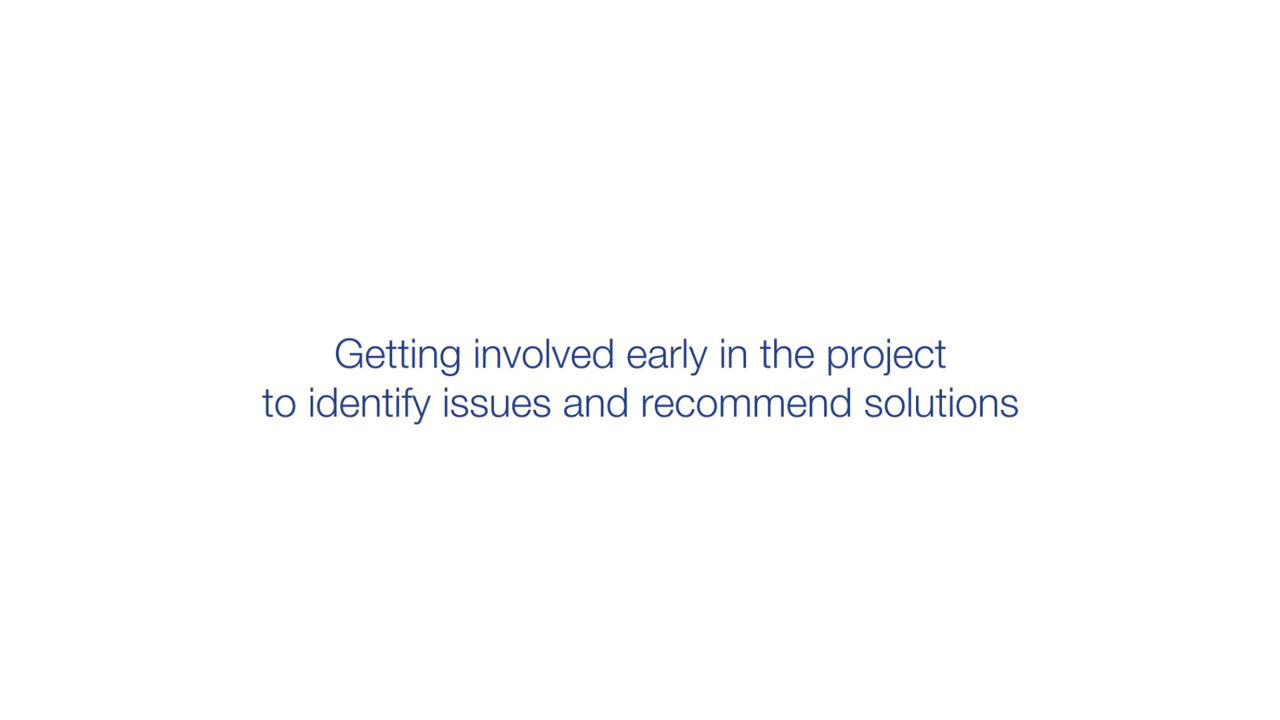 Getting involved early in the project
to identify issues and recommend solutions